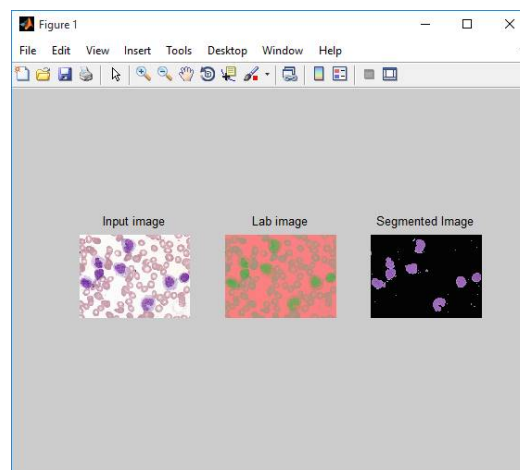 Figure 1
File Edit View Insert Tools Desktop Window Help
Input image Lab image Segmented Image